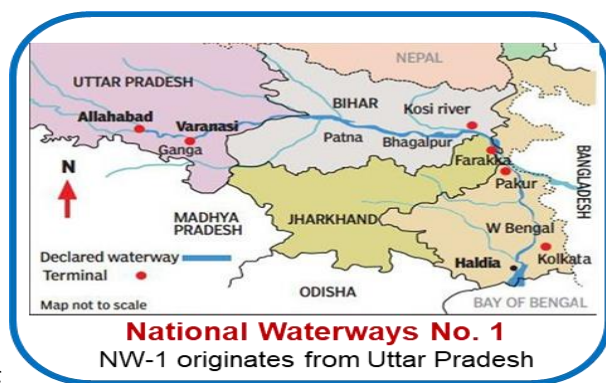 NEPAL
UTTAR PRADESH
BIHAR
Kosi river
Allahabad
Varanasi
Patna
Bhagalpur
Ganga
Farakka
N
Pakur
BANGLADESH
MADHYA
PRADESH
JHARKHAND
W Bengal
Declared waterway
Kolkata
Terminal
Haldia
ODISHA
Map not to scale
BAY OF BENGAL
National Waterways No. 1
NW-1 originates from Uttar Pradesh